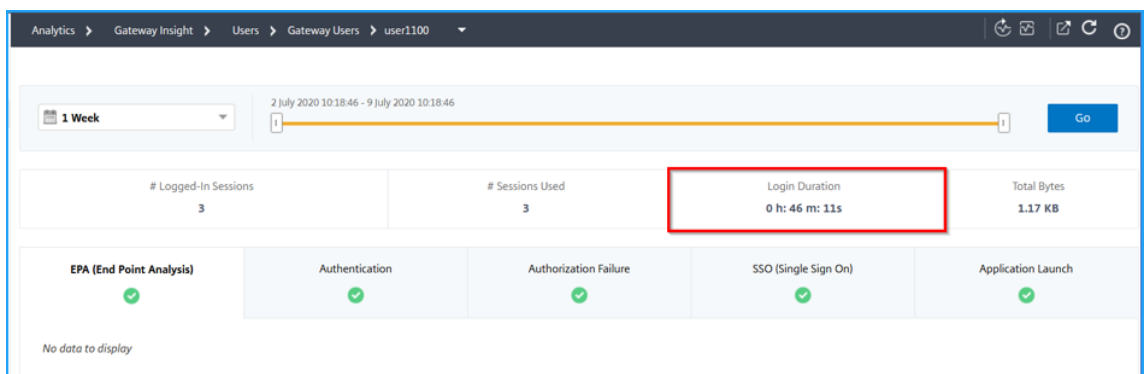 Analytics > Gateway Insight > Users > Gateway Users > user1100
2 July 2020 10:18:46 - 9 July 2020 10:18:46
1 Week
Go
# Logged-In Sessions # Sessions Used Login Duration Total Bytes
3 3 0 h: 46 m: 11s 1.17 KB
EPA (End Point Analysis) Authentication Authorization Failure SSO (Single Sign On) Application Launch
No data to display